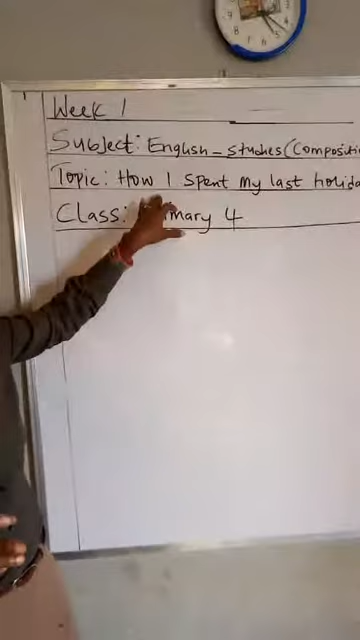 Week 1
Subject: English - Studies (Compositi
Topic: How I Spent My last holida
Class: mary 4